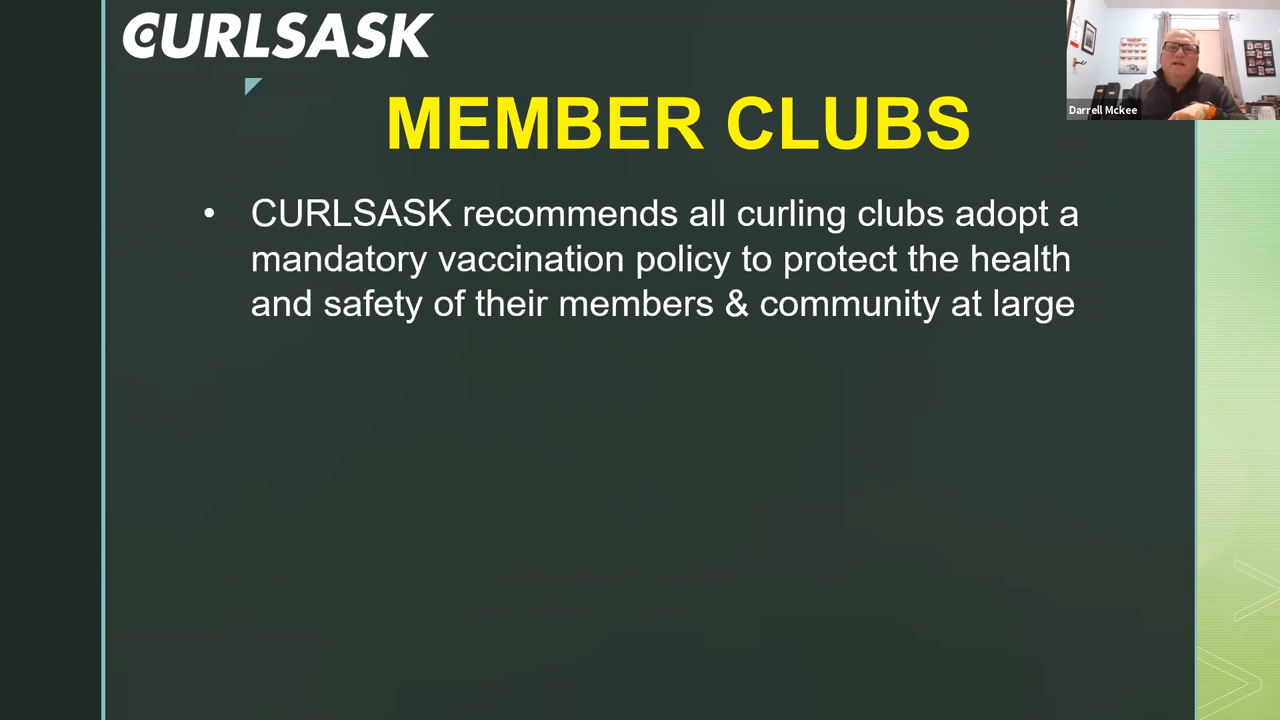 CURLSASK
Darrell Mckee
MEMBER CLUBS
• CURLSASK recommends all curling clubs adopt a
mandatory vaccination policy to protect the health
and safety of their members & community at large